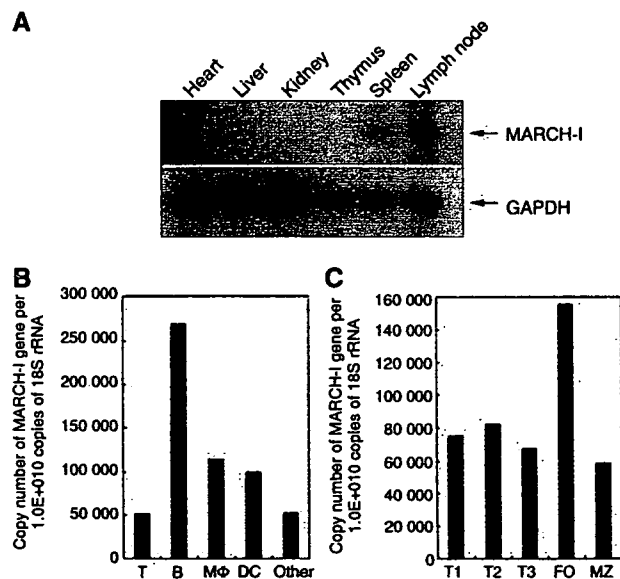 A
Heart Liver Kidney Thymus Spleen Lymph node
MARCH-I
GAPDH
B
Copy number of MARCH-I gene per
1.0E+010 copies of 18S rRNA
300 000
250 000
200 000
150 000
100 000
50 000
0
T B MΦ DC Other
C
Copy number of MARCH-I gene per
1.0E+010 copies of 18S rRNA
160 000
140 000
120 000
100 000
80 000
60 000
40 000
20 000
0
T1 T2 T3 FO MZ